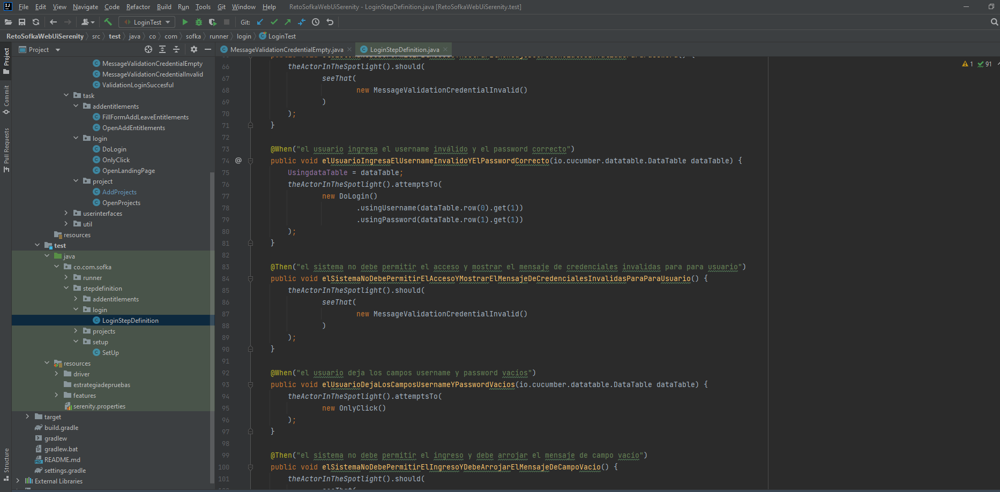 File Edit View Navigate Code Refactor Build Run Tools Git Window Help RetoSofkaWebUiSerenity - LoginStepDefinition.java [RetoSofkaWebUiSerenity.test]
LoginTest Git:
RetoSofkaWebUiSerenity src test java co com sofka runner login LoginTest
Project
MessageValidationCredentialEmpty.java LoginStepDefinition.java
Project
Commit
Pull Requests
Structure
MessageValidationCredentialEmpty
MessageValidationCredentialInvalid
ValidationLoginSuccesful
task
addentitlements
FillFormAddLeaveEntitlements
OpenAddEntitlements
login
DoLogin
OnlyClick
OpenLandingPage
project
AddProjects
OpenProjects
userinterfaces
util
resources
test
java
co.com.sofka
runner
stepdefinition
addentitlements
login
LoginStepDefinition
projects
setup
SetUp
resources
driver
estrategiadepruebas
features
serenity.properties
target
build.gradle
gradlew
gradlew.bat
README.md
settings.gradle
External Libraries
1 91
66 theActorInTheSpotlight().should(
67 seeThat(
68 new MessageValidationCredentialInvalid()
69 )
70 );
71 }
72
73 @When("el usuario ingresa el username inválido y el password correcto")
74 @ public void elUsuarioIngresaElUsernameInvalidoYElPasswordCorrecto(io.cucumber.datatable.DataTable dataTable) {
75 UsingdataTable = dataTable;
76 theActorInTheSpotlight().attemptsTo(
77 new DoLogin()
78 .usingUsername(dataTable.row(0).get(1))
79 .usingPassword(dataTable.row(1).get(1))
80 );
81 }
82
83 @Then("el sistema no debe permitir el acceso y mostrar el mensaje de credenciales invalidas para para usuario")
84 public void elSistemaNoDebePermitirElAccesoYMostrarElMensajeDeCredencialesInvalidasParaParaUsuario() {
85 theActorInTheSpotlight().should(
86 seeThat(
87 new MessageValidationCredentialInvalid()
88 )
89 );
90 }
91
92 @When("el usuario deja los campos username y password vacios")
93 public void elUsuarioDejaLosCamposUsernameYPasswordVacios(io.cucumber.datatable.DataTable dataTable) {
94 theActorInTheSpotlight().attemptsTo(
95 new OnlyClick()
96 );
97 }
98
99 @Then("el sistema no debe permitir el ingreso y debe arrojar el mensaje de campo vacio")
100 public void elSistemaNoDebePermitirElIngresoYDebeArrojarElMensajeDeCampoVacio() {
101 theActorInTheSpotlight().should(